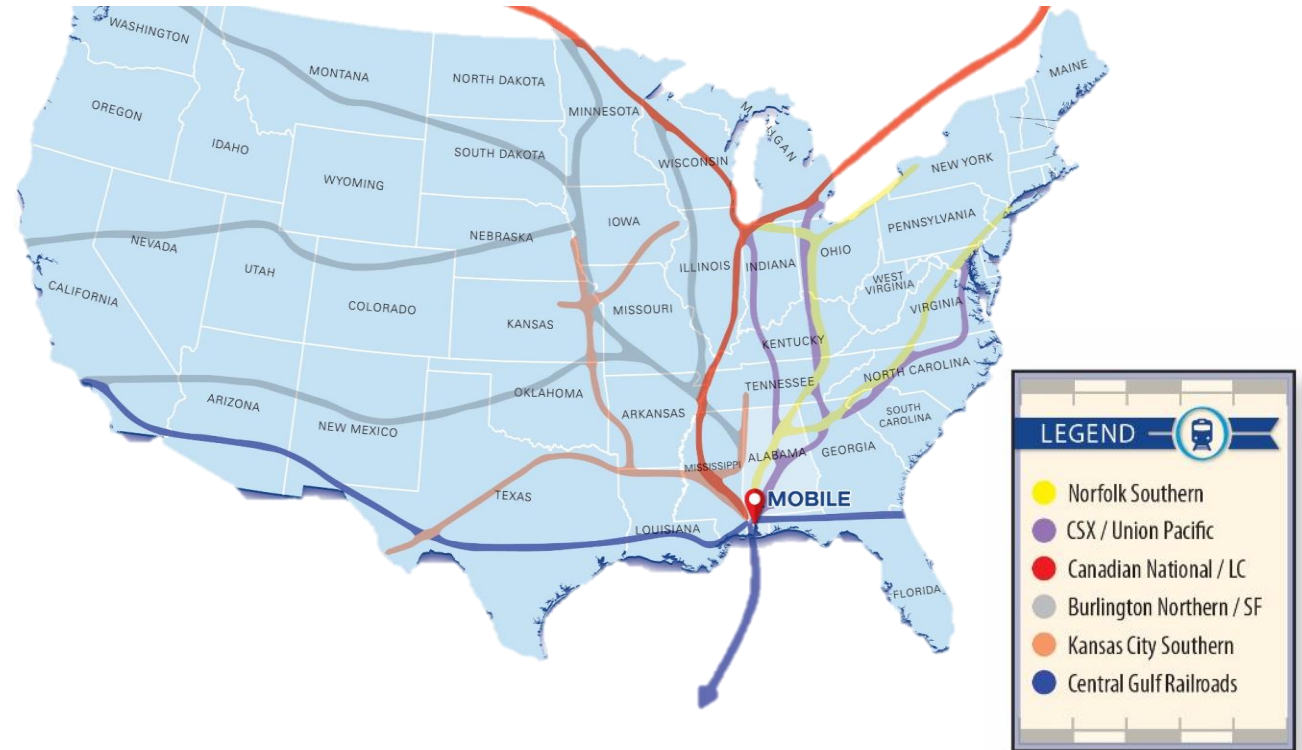 WASHINGTON
MONTANA
NORTH DAKOTA
MINNESOTA
MAINE
OREGON
IDAHO
SOUTH DAKOTA
WISCONSIN
MICHIGAN
NEW YORK
WYOMING
NEBRASKA
IOWA
PENNSYLVANIA
NEVADA
UTAH
ILLINOIS
INDIANA
OHIO
CALIFORNIA
COLORADO
KANSAS
MISSOURI
WEST
VIRGINIA
VIRGINIA
KENTUCKY
ARIZONA
NEW MEXICO
OKLAHOMA
ARKANSAS
TENNESSEE
NORTH CAROLINA
SOUTH
CAROLINA
MISSISSIPPI
ALABAMA
GEORGIA
TEXAS
LOUISIANA
MOBILE
FLORIDA
LEGEND
Norfolk Southern
CSX / Union Pacific
Canadian National / LC
Burlington Northern / SF
Kansas City Southern
Central Gulf Railroads